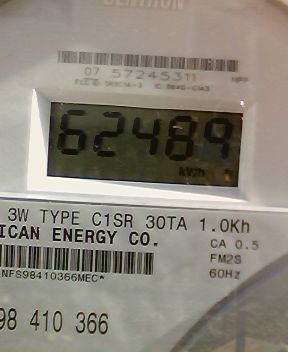 CENTRON
07 57245311
62489
kWh
3W TYPE C1SR 30TA 1.0Kh
ICAN ENERGY CO.
CA 0.5
NFS98410366MEC*
FM2S
60Hz
98 410 366